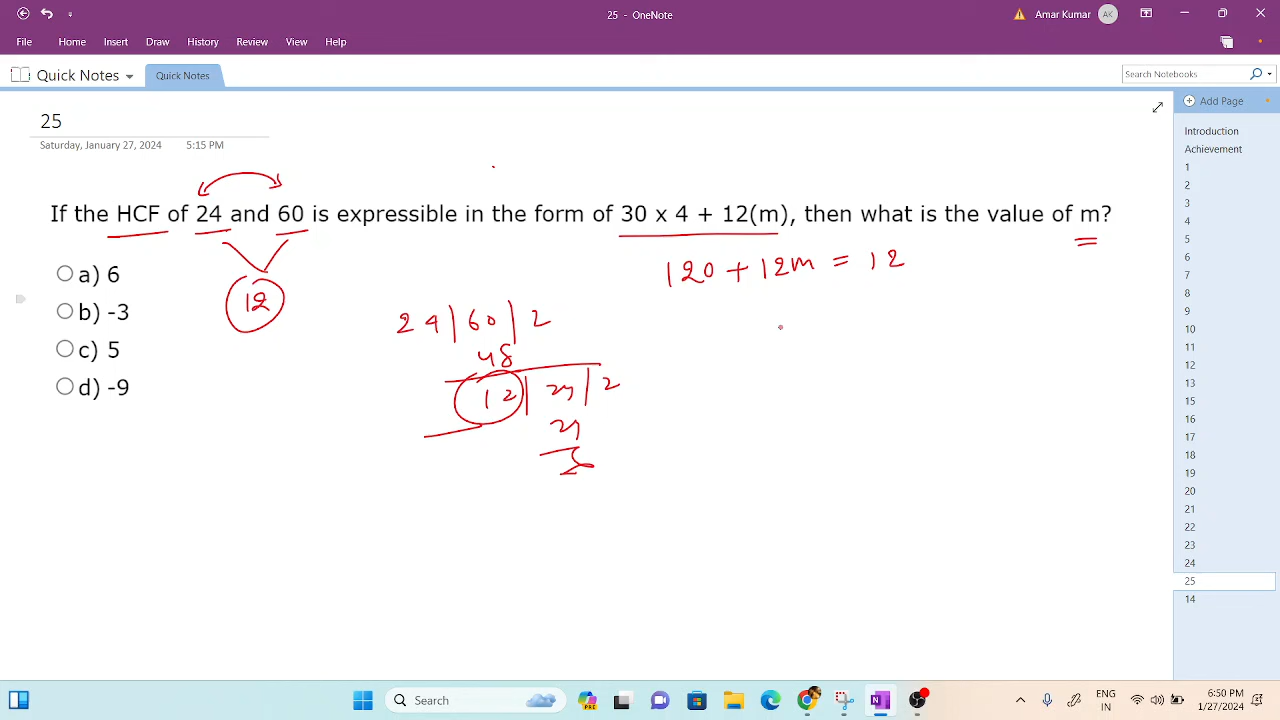 25 - OneNote
Amar Kumar AK
File Home Insert Draw History Review View Help
Quick Notes Quick Notes
Search Notebooks
25
Saturday, January 27, 2024 5:15 PM
If the HCF of 24 and 60 is expressible in the form of 30 x 4 + 12(m), then what is the value of m?
120 + 12m = 12
a) 6
b) -3
c) 5
d) -9
12
24 | 60 | 2
48
12 | 24 | 2
24
Add Page
Introduction
Achievement
1
2
3
4
5
6
7
8
9
10
11
12
13
15
16
17
18
19
20
21
22
23
24
25
14
Search
PRE
ENG
IN
6:50 PM
1/27/2024